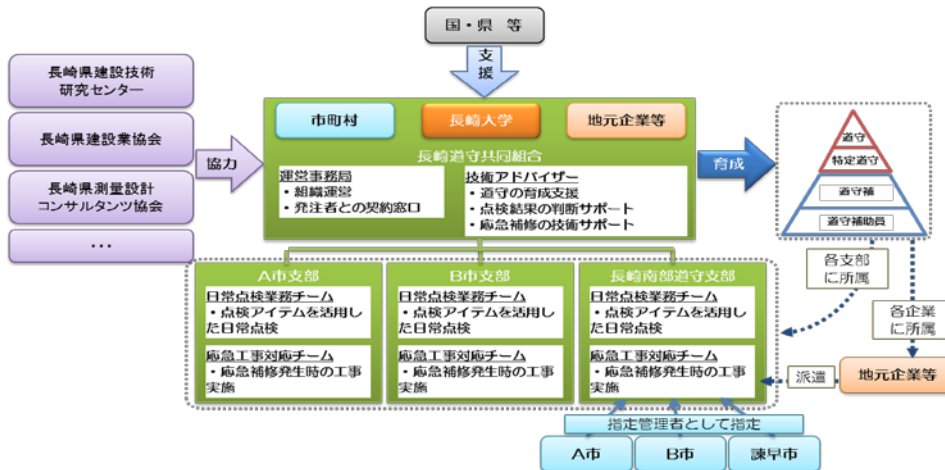 国・県 等
支
援
長崎県建設技術
研究センター
長崎県建設業協会
長崎県測量設計
コンサルタンツ協会
・・・
協力
市町村
長崎大学
地元企業等
長崎道守共同組合
運営事務局
・組織運営
・発注者との契約窓口
技術アドバイザー
・道守の育成支援
・点検結果の判断サポート
・応急補修の技術サポート
育成
道守
特定道守
道守補
道守補助員
各支部
に所属
各企業
に所属
地元企業等
派遣
A市支部
日常点検業務チーム
・点検アイテムを活用し
た日常点検
応急工事対応チーム
・応急補修発生時の工事
実施
B市支部
日常点検業務チーム
・点検アイテムを活用し
た日常点検
応急工事対応チーム
・応急補修発生時の工事
実施
長崎南部道守支部
日常点検業務チーム
・点検アイテムを活用し
た日常点検
応急工事対応チーム
・応急補修発生時の工事
実施
指定管理者として指定
A市
B市
諫早市